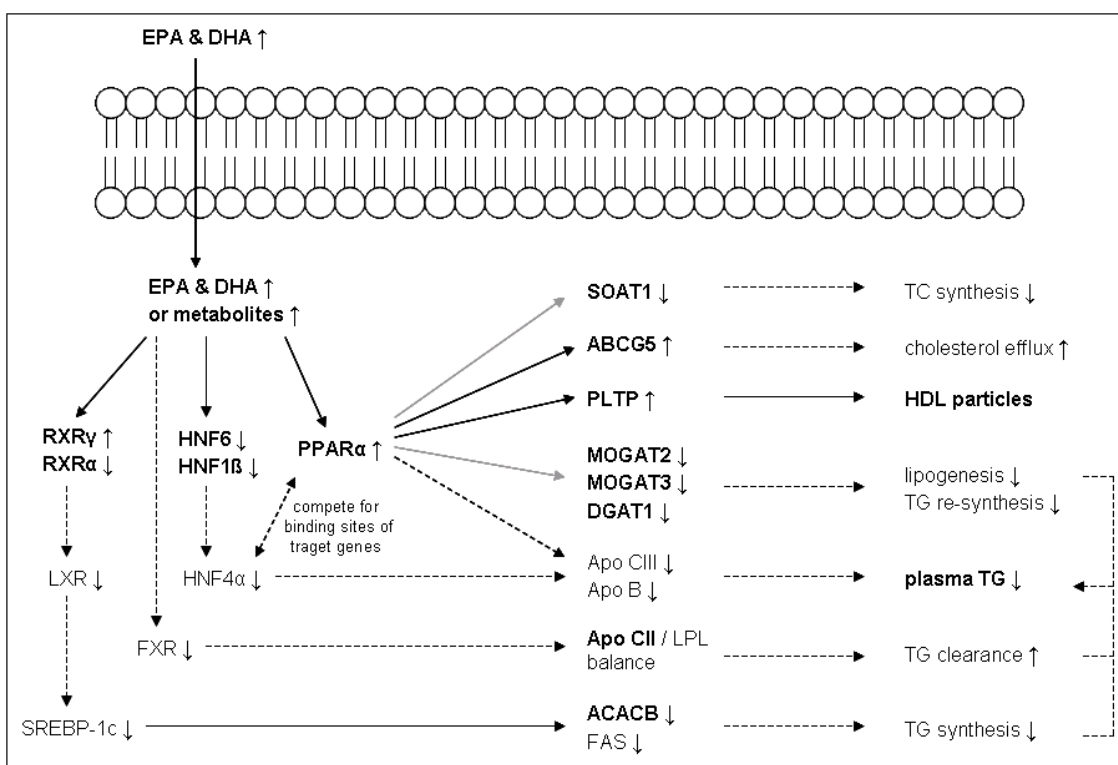 EPA & DHA ↑
EPA & DHA ↑
or metabolites ↑
SOAT1 ↓
TC synthesis ↓
ABCG5 ↑
cholesterol efflux ↑
PLTP ↑
HDL particles
RXRγ ↑
RXRα ↓
HNF6 ↓
HNF1ß ↓
PPARα ↑
MOGAT2 ↓
MOGAT3 ↓
DGAT1 ↓
lipogenesis ↓
TG re-synthesis ↓
compete for
binding sites of
traget genes
LXR ↓
HNF4α ↓
Apo CIII ↓
Apo B ↓
plasma TG ↓
FXR ↓
Apo CII / LPL
balance
TG clearance ↑
SREBP-1c ↓
ACACB ↓
FAS ↓
TG synthesis ↓